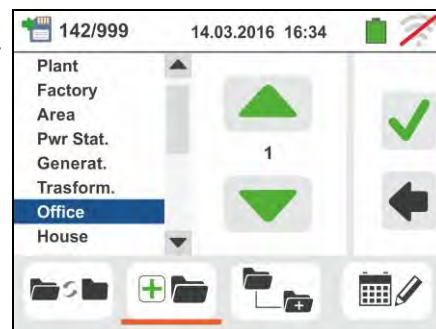 142/999 14.03.2016 16:34
Plant
Factory
Area
Pwr Stat.
Generat.
1
Trasform.
Office
House